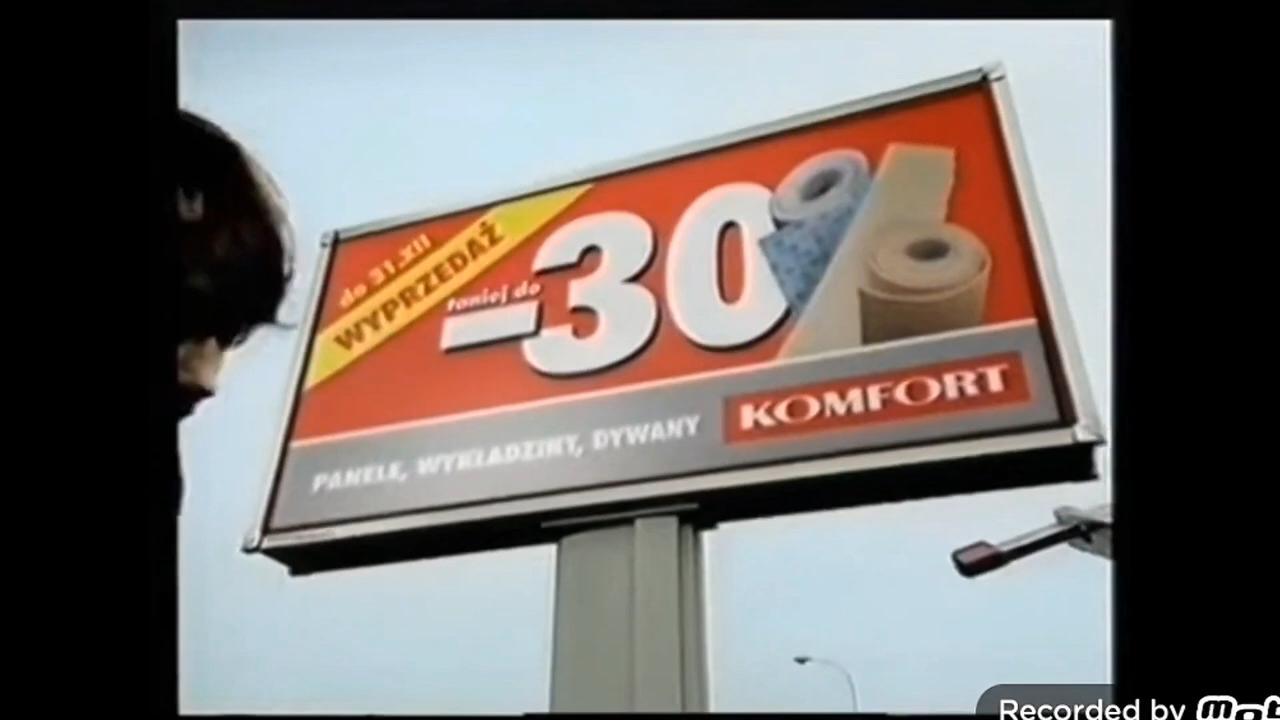 do 31.XII
WYPRZEDAŻ
taniej do
-30%
PANELE, WYKŁADZINY, DYWANY
KOMFORT
Recorded by